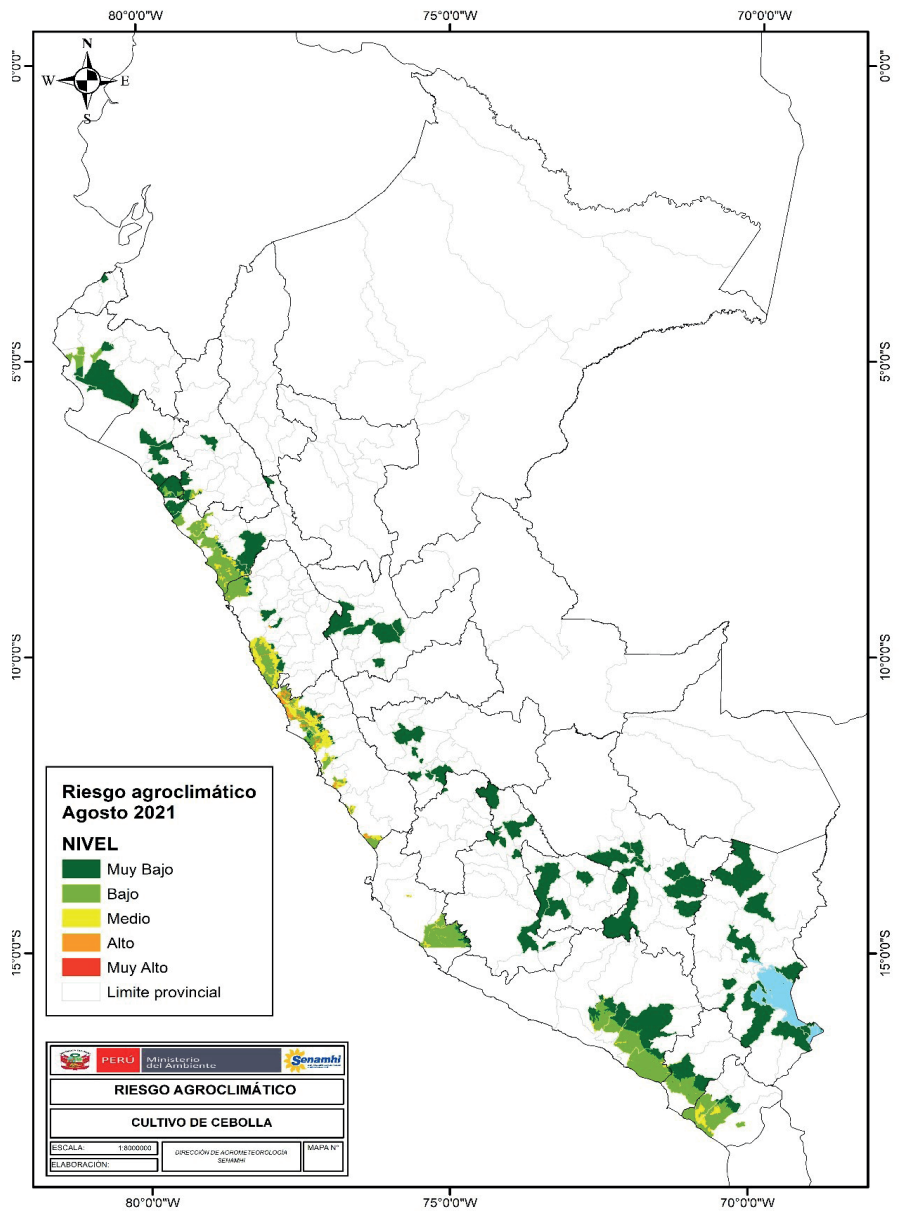 80°0'0"W 75°0'0"W 70°0'0"W
N
W E
S
0°0'0" 0°0'0"
5°0'0"S 5°0'0"S
10°0'0"S 10°0'0"S
15°0'0"S 15°0'0"S
Riesgo agroclimático
Agosto 2021
NIVEL
Muy Bajo
Bajo
Medio
Alto
Muy Alto
Limite provincial
PERÚ Ministerio
del Ambiente
Senamhi
RIESGO AGROCLIMÁTICO
CULTIVO DE CEBOLLA
ESCALA: 1:8000000
ELABORACIÓN:
DIRECCIÓN DE AGROMETEOROLOGÍA
SENAMHI
MAPA N°
80°0'0"W 75°0'0"W 70°0'0"W